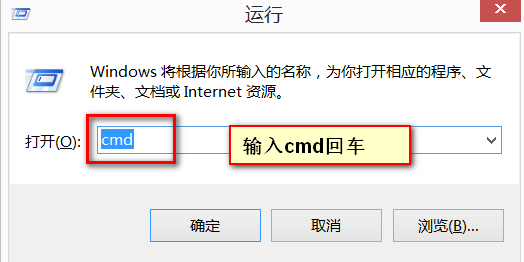 运行
Windows 将根据你所输入的名称，为你打开相应的程序、文
件夹、文档或 Internet 资源。
打开(O): cmd
输入cmd回车
确定 取消 浏览(B)...